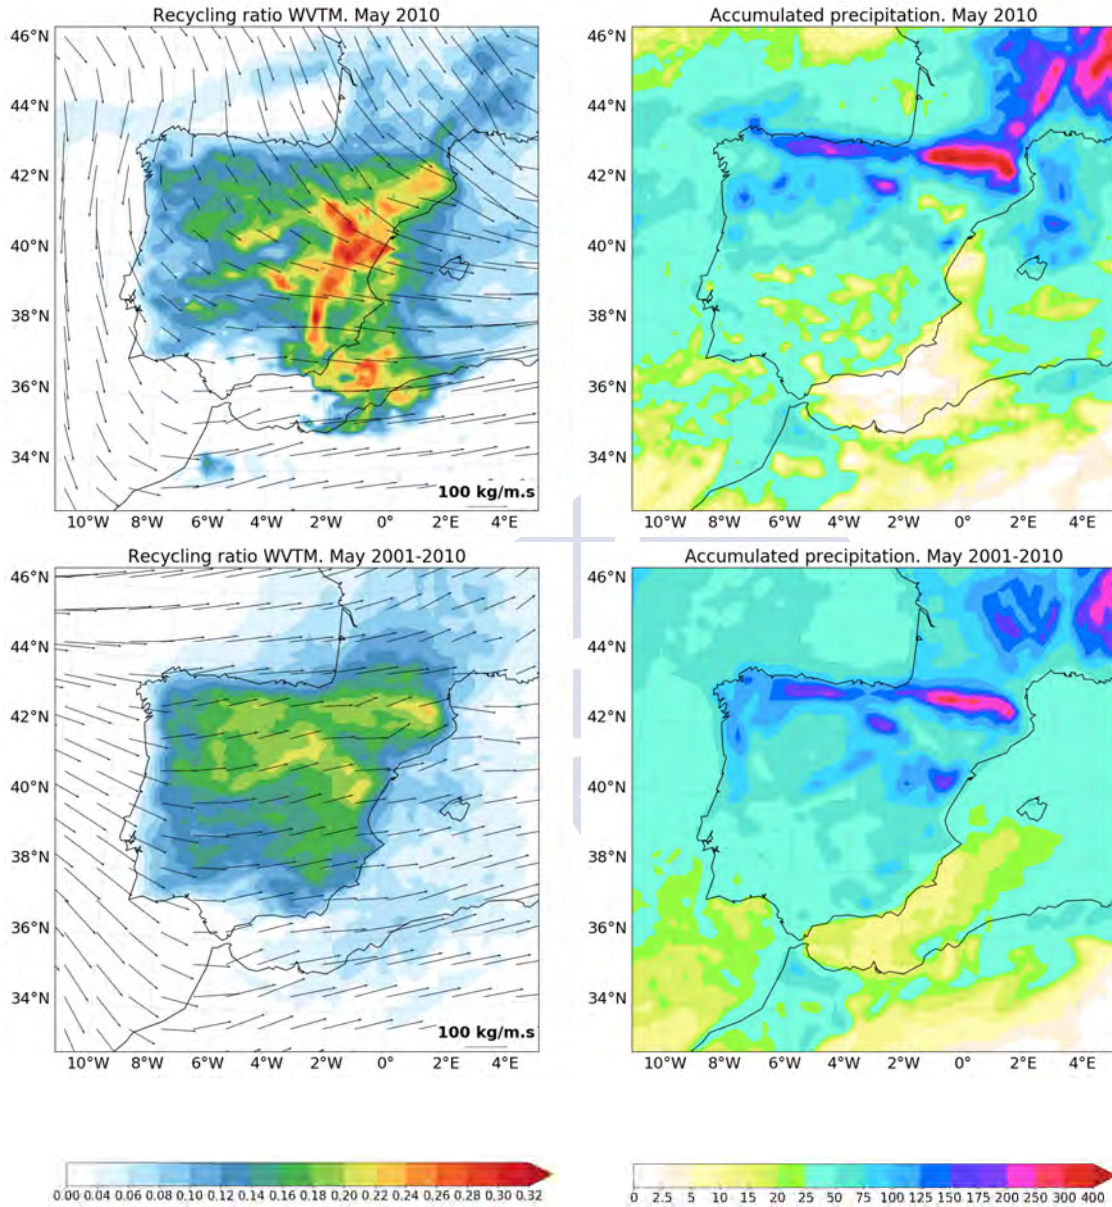 Recycling ratio WVTM. May 2010
46°N
44°N
42°N
40°N
38°N
36°N
34°N
100 kg/m.s
10°W 8°W 6°W 4°W 2°W 0° 2°E 4°E
Accumulated precipitation. May 2010
46°N
44°N
42°N
40°N
38°N
36°N
34°N
10°W 8°W 6°W 4°W 2°W 0° 2°E 4°E
Recycling ratio WVTM. May 2001-2010
46°N
44°N
42°N
40°N
38°N
36°N
34°N
100 kg/m.s
10°W 8°W 6°W 4°W 2°W 0° 2°E 4°E
Accumulated precipitation. May 2001-2010
46°N
44°N
42°N
40°N
38°N
36°N
34°N
10°W 8°W 6°W 4°W 2°W 0° 2°E 4°E
0.00 0.04 0.06 0.08 0.10 0.12 0.14 0.16 0.18 0.20 0.22 0.24 0.26 0.28 0.30 0.32
0 2.5 5 10 15 20 25 50 75 100 125 150 175 200 250 300 400